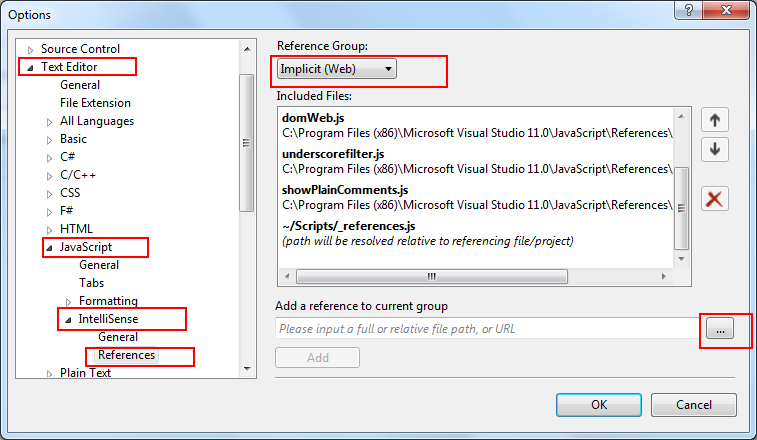 Options
Source Control
Text Editor
General
File Extension
All Languages
Basic
C#
C/C++
CSS
F#
HTML
JavaScript
General
Tabs
Formatting
IntelliSense
General
References
Plain Text
Reference Group:
Implicit (Web)
Included Files:
domWeb.js
C:\Program Files (x86)\Microsoft Visual Studio 11.0\JavaScript\References\
underscorefilter.js
C:\Program Files (x86)\Microsoft Visual Studio 11.0\JavaScript\References\
showPlainComments.js
C:\Program Files (x86)\Microsoft Visual Studio 11.0\JavaScript\References\
~/Scripts/_references.js
(path will be resolved relative to referencing file/project)
Add a reference to current group
Please input a full or relative file path, or URL
...
Add
OK
Cancel